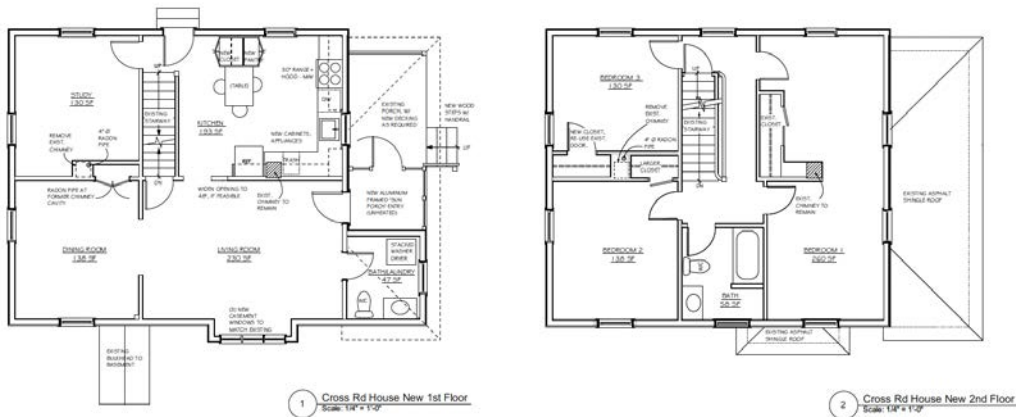 STUDY
130 SF
REMOVE
EXIST.
CHIMNEY
4" Ø
RADON
PIPE
EXISTING
STAIRWAY
UP
DN
NEW
CLOSET
NEW
(TABLE)
KITCHEN
193 SF
30" RANGE +
HOOD - MW
DW
NEW CABINETS,
APPLIANCES
REF
TRASH
EXISTING
PORCH, W/
NEW DECKING
AS REQUIRED
NEW WOOD
STEPS W/
HANDRAIL
UP
RADON PIPE AT
FORMER CHIMNEY
CAVITY
WIDEN OPENING TO
48", IF FEASIBLE
EXIST.
CHIMNEY TO
REMAIN
NEW ALUMINUM
FRAMED "SUN
PORCH" ENTRY
(UNHEATED)
DINING ROOM
138 SF
LIVING ROOM
230 SF
STACKED
WASHER
DRIER
BATH/LAUNDRY
47 SF
(3) NEW
CASEMENT
WINDOWS TO
MATCH EXISTING
EXISTING
BULKHEAD TO
BASEMENT
1
Cross Rd House New 1st Floor
Scale: 1/4" = 1'-0"
BEDROOM 3
130 SF
REMOVE
EXIST.
CHIMNEY
4" Ø RADON
PIPE
NEW CLOSET,
RE-USE EXIST.
DOOR.
LARGER
CLOSET
UP
EXISTING
STAIRWAY
DN
EXIST.
CLOSET
EXIST.
CHIMNEY TO
REMAIN
EXISTING ASPHALT
SHINGLE ROOF
BEDROOM 2
138 SF
BATH
58 SF
BEDROOM 1
260 SF
EXISTING ASPHALT
SHINGLE ROOF
2
Cross Rd House New 2nd Floor
Scale: 1/4" = 1'-0"